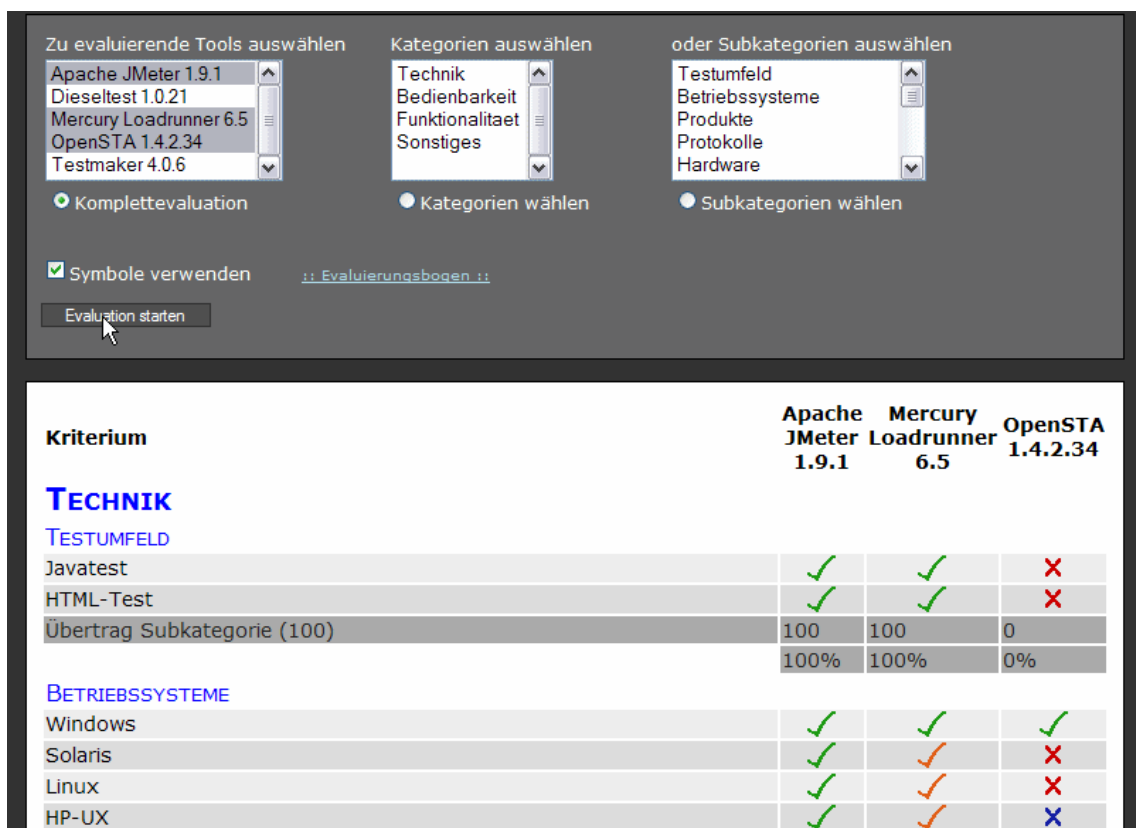 Zu evaluierende Tools auswählen Kategorien auswählen oder Subkategorien auswählen
Apache JMeter 1.9.1 Technik Testumfeld
Dieseltest 1.0.21 Bedienbarkeit Betriebssysteme
Mercury Loadrunner 6.5 Funktionalitaet Produkte
OpenSTA 1.4.2.34 Sonstiges Protokolle
Testmaker 4.0.6 Hardware
Komplettevaluation Kategorien wählen Subkategorien wählen
Symbole verwenden :: Evaluierungsbogen ::
Evaluation starten
Kriterium Apache JMeter 1.9.1 Mercury Loadrunner 6.5 OpenSTA 1.4.2.34
TECHNIK
TESTUMFELD
Javatest
HTML-Test
Übertrag Subkategorie (100) 100 100 0
100% 100% 0%
BETRIEBSSYSTEME
Windows
Solaris
Linux
HP-UX